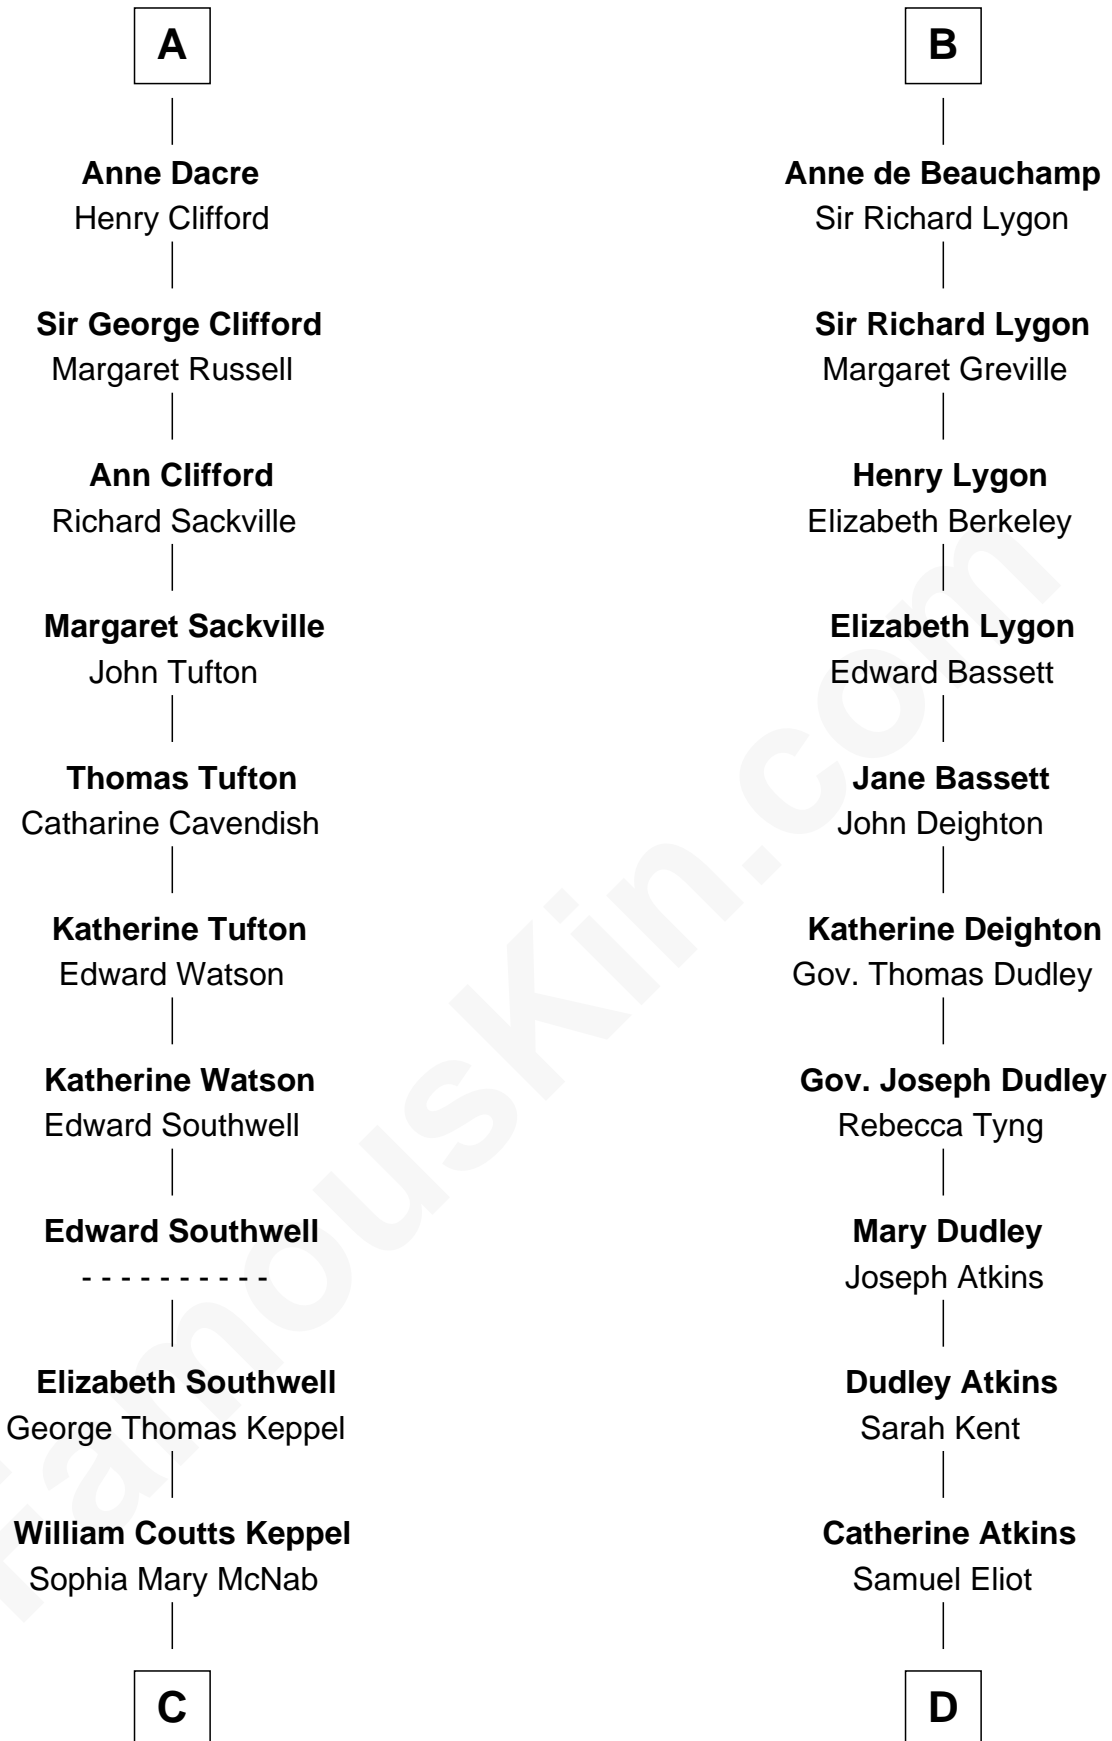 A
Anne Dacre
Henry Clifford
Sir George Clifford
Margaret Russell
Ann Clifford
Richard Sackville
Margaret Sackville
John Tufton
Thomas Tufton
Catharine Cavendish
Katherine Tufton
Edward Watson
Katherine Watson
Edward Southwell
Edward Southwell
- - - - - - - - - -
Elizabeth Southwell
George Thomas Keppel
William Coutts Keppel
Sophia Mary McNab
C
B
Anne de Beauchamp
Sir Richard Lygon
Sir Richard Lygon
Margaret Greville
Henry Lygon
Elizabeth Berkeley
Elizabeth Lygon
Edward Bassett
Jane Bassett
John Deighton
Katherine Deighton
Gov. Thomas Dudley
Gov. Joseph Dudley
Rebecca Tyng
Mary Dudley
Joseph Atkins
Dudley Atkins
Sarah Kent
Catherine Atkins
Samuel Eliot
D
FamousKin.com